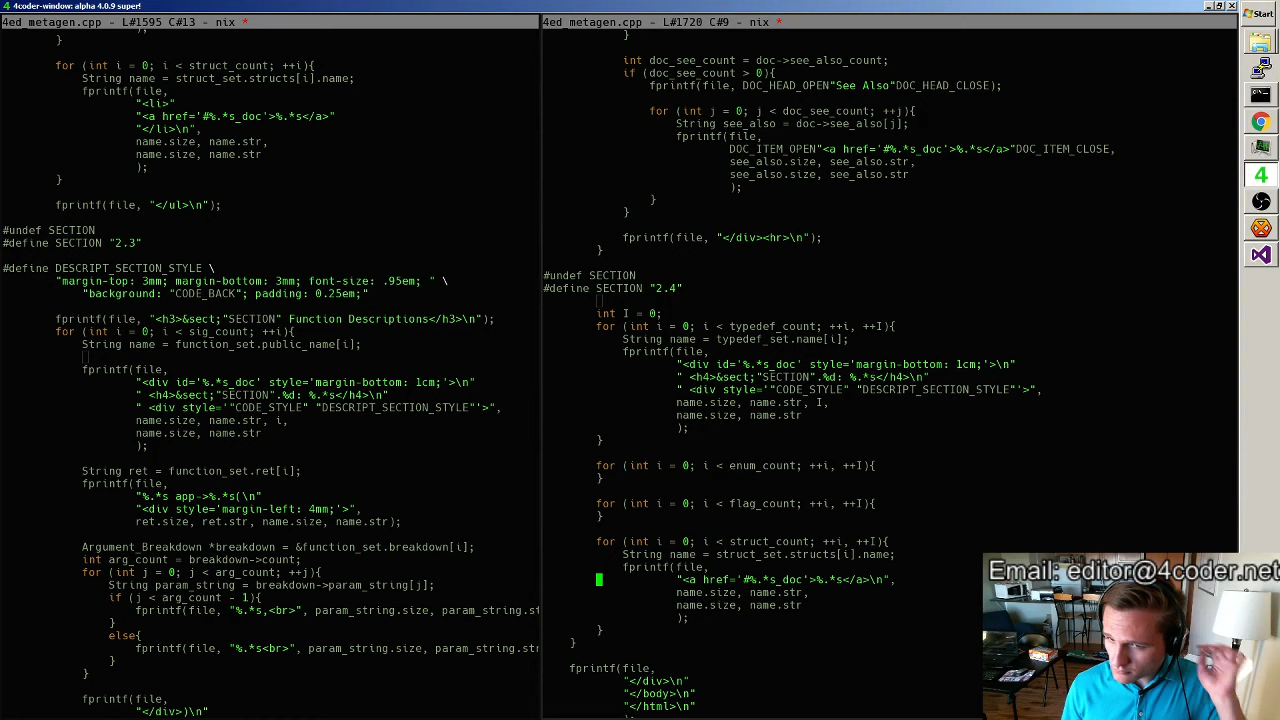 4coder-window: alpha 4.0.9 super!
4ed_metagen.cpp - L#1595 C#13 - nix *
}
for (int i = 0; i < struct_count; ++i){
String name = struct_set.structs[i].name;
fprintf(file,
"<li>"
"<a href='#%.*s_doc'>%.*s</a>"
"</li>\n",
name.size, name.str,
name.size, name.str
);
}
fprintf(file, "</ul>\n");
#undef SECTION
#define SECTION "2.3"
#define DESCRIPT_SECTION_STYLE \
"margin-top: 3mm; margin-bottom: 3mm; font-size: .95em; " \
"background: "CODE_BACK"; padding: 0.25em;"
fprintf(file, "<h3>&sect;"SECTION" Function Descriptions</h3>\n");
for (int i = 0; i < sig_count; ++i){
String name = function_set.public_name[i];
fprintf(file,
"<div id='%.*s_doc' style='margin-bottom: 1cm;'>\n"
" <h4>&sect;"SECTION".%d: %.*s</h4>\n"
" <div style='"CODE_STYLE" "DESCRIPT_SECTION_STYLE"'>",
name.size, name.str, i,
name.size, name.str
);
String ret = function_set.ret[i];
fprintf(file,
"%.*s app->%.*s(\n"
"<div style='margin-left: 4mm;'>",
ret.size, ret.str, name.size, name.str);
Argument_Breakdown *breakdown = &function_set.breakdown[i];
int arg_count = breakdown->count;
for (int j = 0; j < arg_count; ++j){
String param_string = breakdown->param_string[j];
if (j < arg_count - 1){
fprintf(file, "%.*s,<br>", param_string.size, param_string.s
}
else{
fprintf(file, "%.*s<br>", param_string.size, param_string.st
}
}
fprintf(file,
"</div>)\n"
4ed_metagen.cpp - L#1720 C#9 - nix *
}
int doc_see_count = doc->see_also_count;
if (doc_see_count > 0){
fprintf(file, DOC_HEAD_OPEN"See Also"DOC_HEAD_CLOSE);
for (int j = 0; j < doc_see_count; ++j){
String see_also = doc->see_also[j];
fprintf(file,
DOC_ITEM_OPEN"<a href='#%.*s_doc'>%.*s</a>"DOC_ITEM_CLOSE,
see_also.size, see_also.str,
see_also.size, see_also.str
);
}
}
fprintf(file, "</div><hr>\n");
}
#undef SECTION
#define SECTION "2.4"
int I = 0;
for (int i = 0; i < typedef_count; ++i, ++I){
String name = typedef_set.name[i];
fprintf(file,
"<div id='%.*s_doc' style='margin-bottom: 1cm;'>\n"
" <h4>&sect;"SECTION".%d: %.*s</h4>\n"
" <div style='"CODE_STYLE" "DESCRIPT_SECTION_STYLE"'>",
name.size, name.str, I,
name.size, name.str
);
}
for (int i = 0; i < enum_count; ++i, ++I){
}
for (int i = 0; i < flag_count; ++i, ++I){
}
for (int i = 0; i < struct_count; ++i, ++I){
String name = struct_set.structs[i].name;
fprintf(file,
"<a href='#%.*s_doc'>%.*s</a>\n",
name.size, name.str,
name.size, name.str
);
}
}
fprintf(file,
"</div>\n"
"</body>\n"
"</html>\n"
Start
4
Email: editor@4coder.net